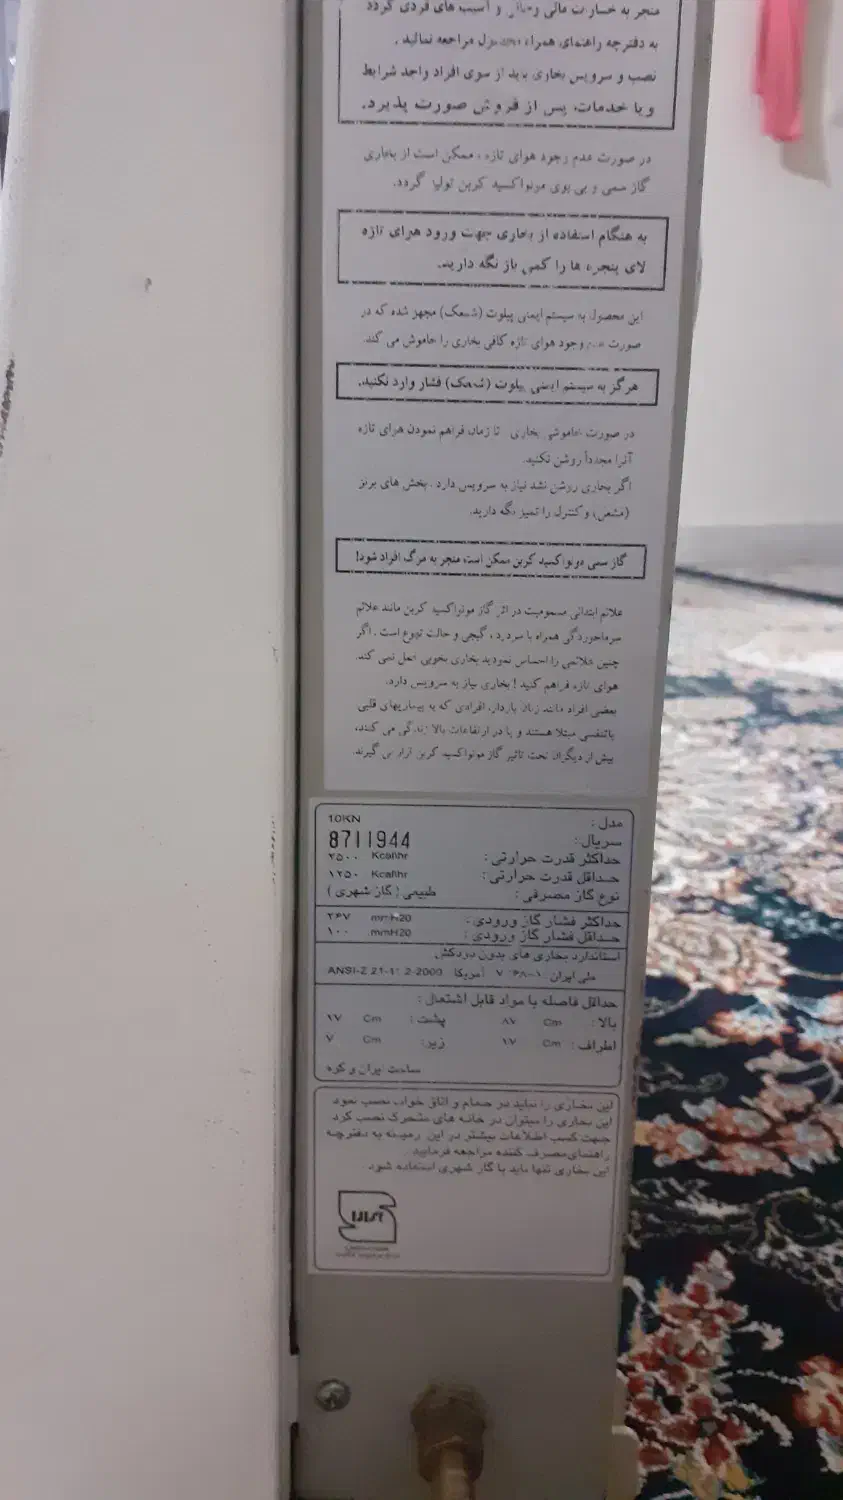 منجر به خسارت مالی و جانی و آسیب های فردی گردد
به دفترچه راهنمای همراه محصول مراجعه نمائید .
نصب و سرویس بخاری باید از سوی افراد واجد شرایط
و یا خدمات پس از فروش صورت پذیرد.
در صورت عدم وجود هوای تازه ، ممکن است از بخاری
گاز سمی و بی بوی مونواکسید کربن تولید گردد.
به هنگام استفاده از بخاری جهت ورود هوای تازه
لای پنجره ها را کمی باز نگه دارید.
این محصول به سیستم ایمنی پیلوت (شمعک) مجهز شده که در
صورت عدم وجود هوای تازه کافی بخاری را خاموش می کند.
هرگز به سیستم ایمنی پیلوت (شمعک) فشار وارد نکنید.
در صورت خاموشی بخاری تا زمان فراهم نمودن هوای تازه
آنرا مجدداً روشن نکنید.
اگر بخاری روشن نشد نیاز به سرویس دارد . بخش های برنر
(مشعل) و کنترل را تمیز نگه دارید.
گاز سمی مونواکسید کربن ممکن است منجر به مرگ افراد شود!
علائم ابتدائی مسمومیت در اثر گاز مونواکسید کربن مانند علائم
سرماخوردگی همراه با سردرد ، گیجی و حالت تهوع است . اگر
چنین علائمی را احساس نمودید بخاری بخوبی عمل نمی کند.
هوای تازه فراهم کنید ! بخاری نیاز به سرویس دارد.
بعضی افراد مانند زنان باردار، افرادی که به بیماریهای قلبی
یا تنفسی مبتلا هستند و یا در ارتفاعات بالا زندگی می کنند،
بیش از دیگران تحت تاثیر گاز مونواکسید کربن قرار می گیرند.
مدل : 10KN
سریال : 8711944
حداکثر قدرت حرارتی : ۲۵۰۰ Kcal\hr
حداقل قدرت حرارتی : ۱۲۵۰ Kcal\hr
نوع گاز مصرفی : طبیعی ( گاز شهری )
حداکثر فشار گاز ورودی : ۲۶۷ mmH20
حداقل فشار گاز ورودی : ۱۰۰ mmH20
استاندارد بخاری های بدون دودکش
ملی ایران ۱-۷۰۶۸ آمریکا ANSI-Z 21-11 2-2000
حداقل فاصله با مواد قابل اشتعال :
بالا : ۸۷ Cm پشت : ۱۷ Cm
اطراف : ۱۷ Cm زیر: ۷ Cm
ساخت ایران و کره
این بخاری را نباید در حمام و اتاق خواب نصب نمود
این بخاری را میتوان در خانه های متحرک نصب کرد
جهت کسب اطلاعات بیشتر در این زمینه به دفترچه
راهنمای مصرف کننده مراجعه فرمایید .
این بخاری تنها باید با گاز شهری استفاده شود.